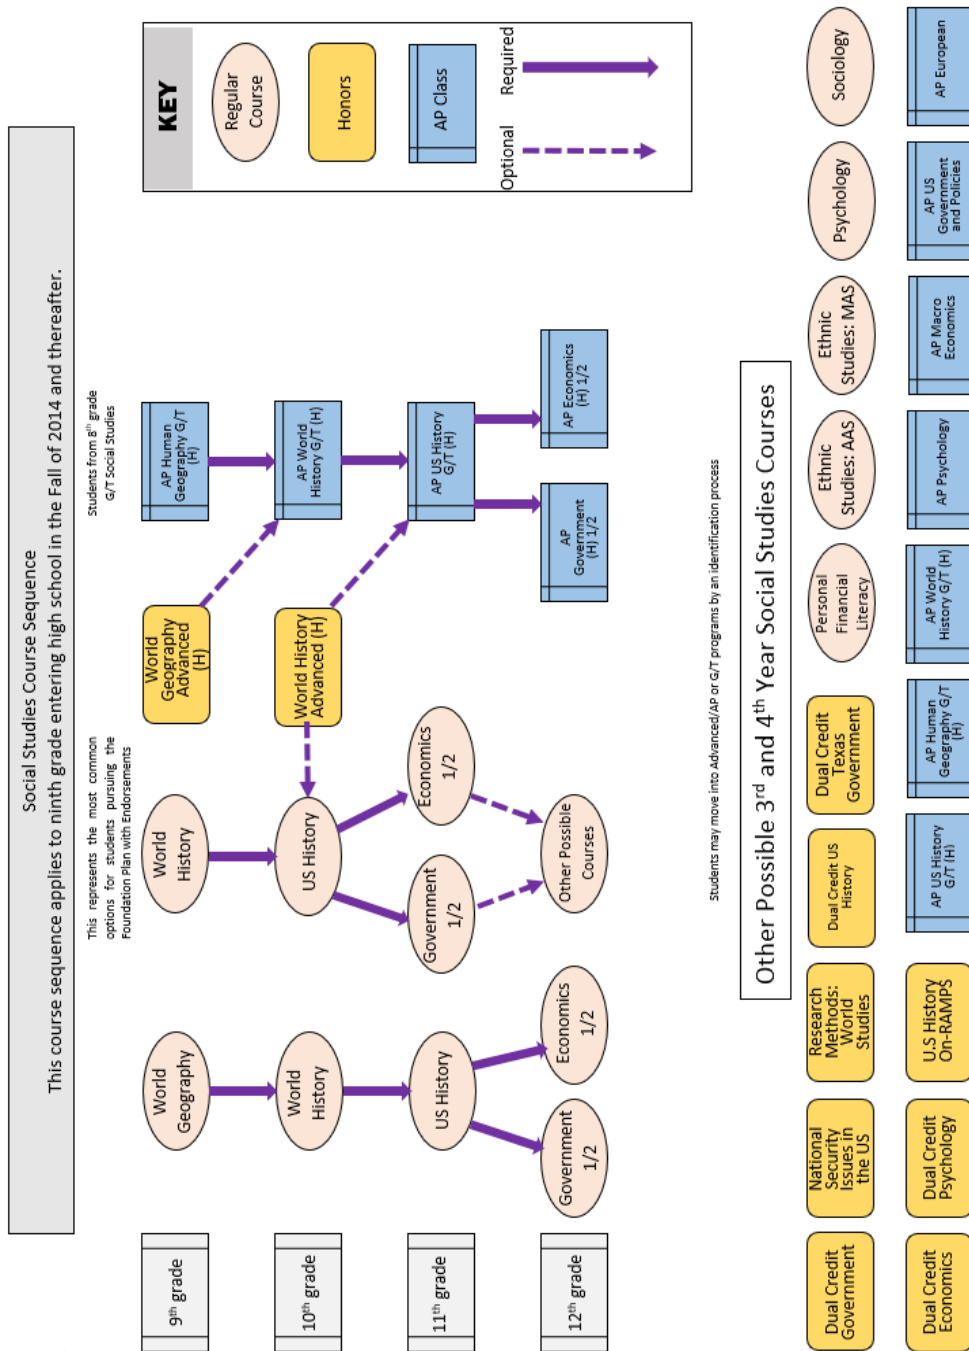 Social Studies Course Sequence
This course sequence applies to ninth grade entering high school in the Fall of 2014 and thereafter.
This represents the most common
options for students pursuing the
Foundation Plan with Endorsements
Students from 8th grade
G/T Social Studies
9th grade
World
Geography
World
History
World
Geography
Advanced
(H)
AP Human
Geography G/T
(H)
10th grade
World
History
US History
World History
Advanced (H)
AP World
History G/T (H)
11th grade
US History
Government
1/2
Economics
1/2
AP US History
G/T (H)
12th grade
Government
1/2
Economics
1/2
Other Possible
Courses
AP
Government
(H) 1/2
AP Economics
(H) 1/2
KEY
Regular
Course
Honors
AP Class
Optional
Required
Students may move into Advanced/AP or G/T programs by an identification process
Other Possible 3rd and 4th Year Social Studies Courses
Dual Credit
Government
National
Security
Issues in
the US
Research
Methods:
World
Studies
Dual Credit US
History
Dual Credit
Texas
Government
Personal
Financial
Literacy
Ethnic
Studies: AAS
Ethnic
Studies: MAS
Psychology
Sociology
Dual Credit
Economics
Dual Credit
Psychology
U.S History
On-RAMPS
AP US History
G/T (H)
AP Human
Geography G/T
(H)
AP World
History G/T (H)
AP Psychology
AP Macro
Economics
AP US
Government
and Policies
AP European